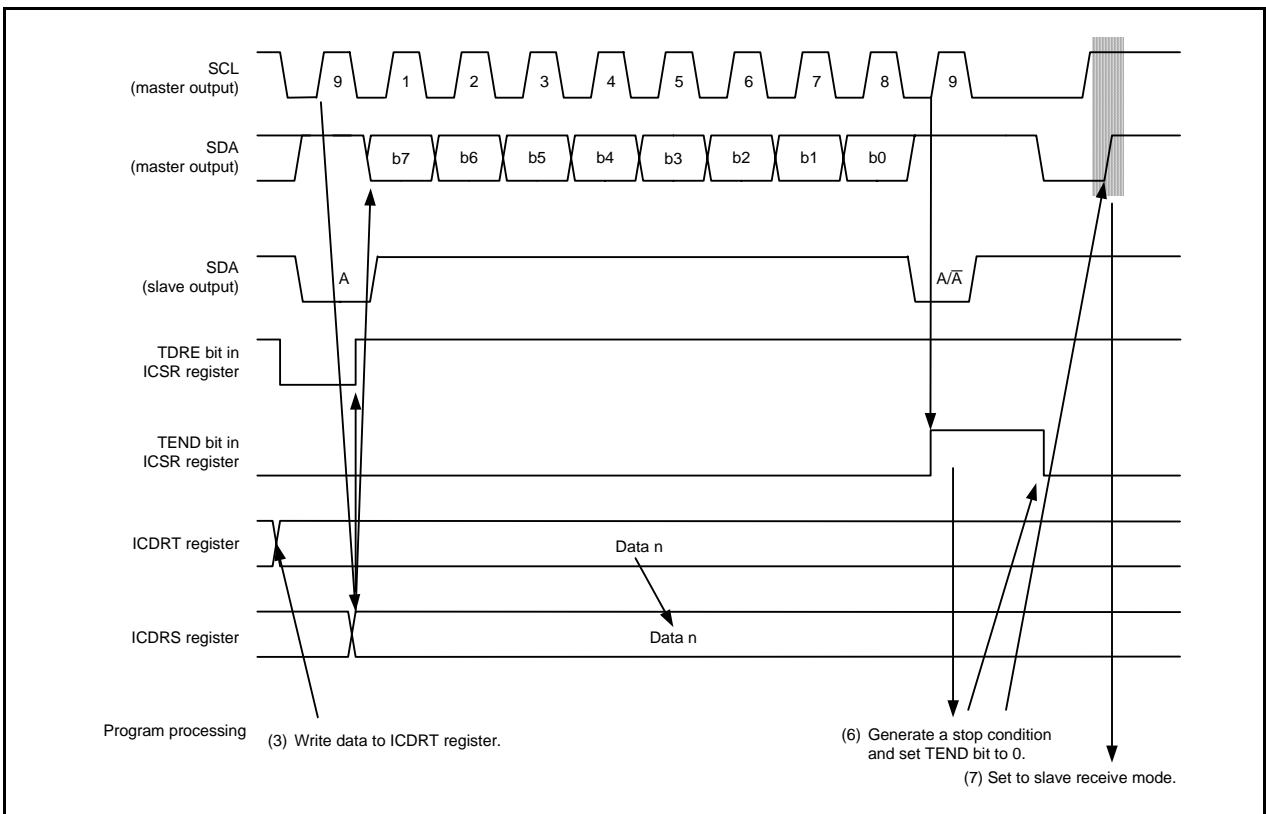 SCL
(master output)
9 1 2 3 4 5 6 7 8 9
SDA
(master output)
b7 b6 b5 b4 b3 b2 b1 b0
SDA
(slave output)
A A/A̅
TDRE bit in
ICSR register
TEND bit in
ICSR register
ICDRT register
Data n
ICDRS register
Data n
Program processing
(3) Write data to ICDRT register.
(6) Generate a stop condition
and set TEND bit to 0.
(7) Set to slave receive mode.